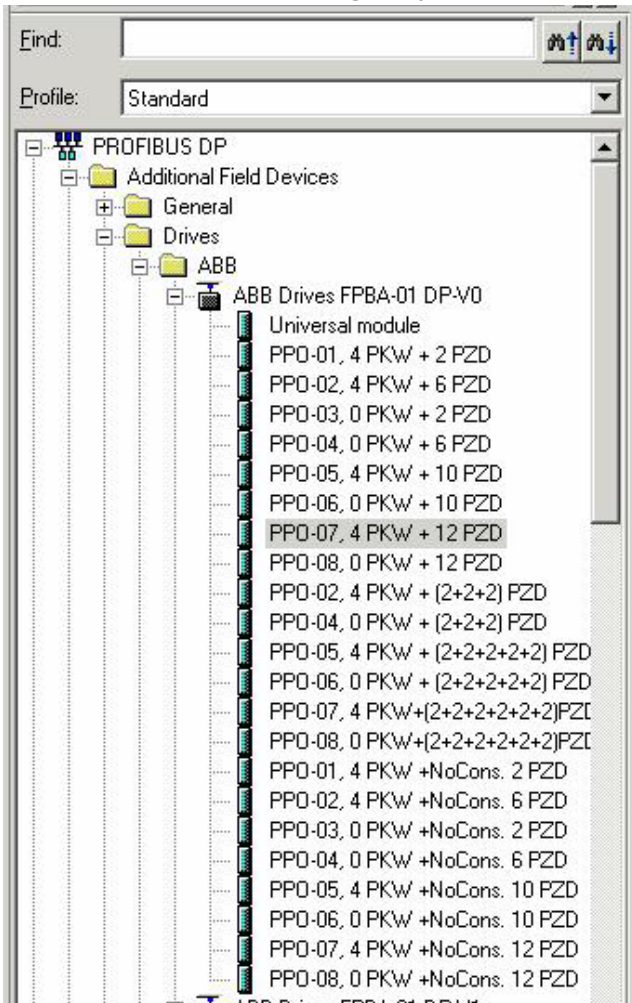 Find:
Profile: Standard
PROFIBUS DP
Additional Field Devices
General
Drives
ABB
ABB Drives FPBA-01 DP-V0
Universal module
PPO-01, 4 PKW + 2 PZD
PPO-02, 4 PKW + 6 PZD
PPO-03, 0 PKW + 2 PZD
PPO-04, 0 PKW + 6 PZD
PPO-05, 4 PKW + 10 PZD
PPO-06, 0 PKW + 10 PZD
PPO-07, 4 PKW + 12 PZD
PPO-08, 0 PKW + 12 PZD
PPO-02, 4 PKW + (2+2+2) PZD
PPO-04, 0 PKW + (2+2+2) PZD
PPO-05, 4 PKW + (2+2+2+2+2) PZD
PPO-06, 0 PKW + (2+2+2+2+2) PZD
PPO-07, 4 PKW+(2+2+2+2+2+2)PZD
PPO-08, 0 PKW+(2+2+2+2+2+2)PZD
PPO-01, 4 PKW +NoCons. 2 PZD
PPO-02, 4 PKW +NoCons. 6 PZD
PPO-03, 0 PKW +NoCons. 2 PZD
PPO-04, 0 PKW +NoCons. 6 PZD
PPO-05, 4 PKW +NoCons. 10 PZD
PPO-06, 0 PKW +NoCons. 10 PZD
PPO-07, 4 PKW +NoCons. 12 PZD
PPO-08, 0 PKW +NoCons. 12 PZD
ABB Drives FPBA-01 DP-V1